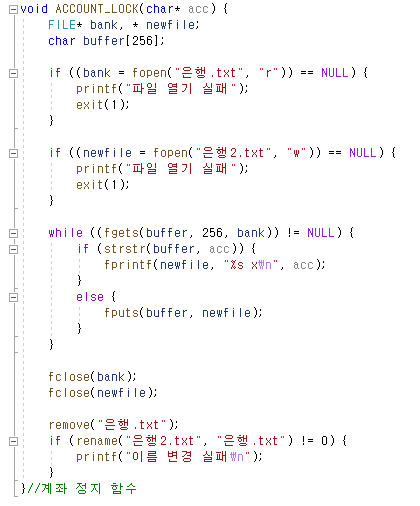 void ACCOUNT_LOCK(char* acc) {
FILE* bank, * newfile;
char buffer[256];
if ((bank = fopen("은행.txt", "r")) == NULL) {
printf("파일 열기 실패");
exit(1);
}
if ((newfile = fopen("은행2.txt", "w")) == NULL) {
printf("파일 열기 실패");
exit(1);
}
while ((fgets(buffer, 256, bank)) != NULL) {
if (strstr(buffer, acc)) {
fprintf(newfile, "%s x₩n", acc);
}
else {
fputs(buffer, newfile);
}
}
fclose(bank);
fclose(newfile);
remove("은행.txt");
if (rename("은행2.txt", "은행.txt") != 0) {
printf("이름 변경 실패₩n");
}
}//계좌 정지 함수